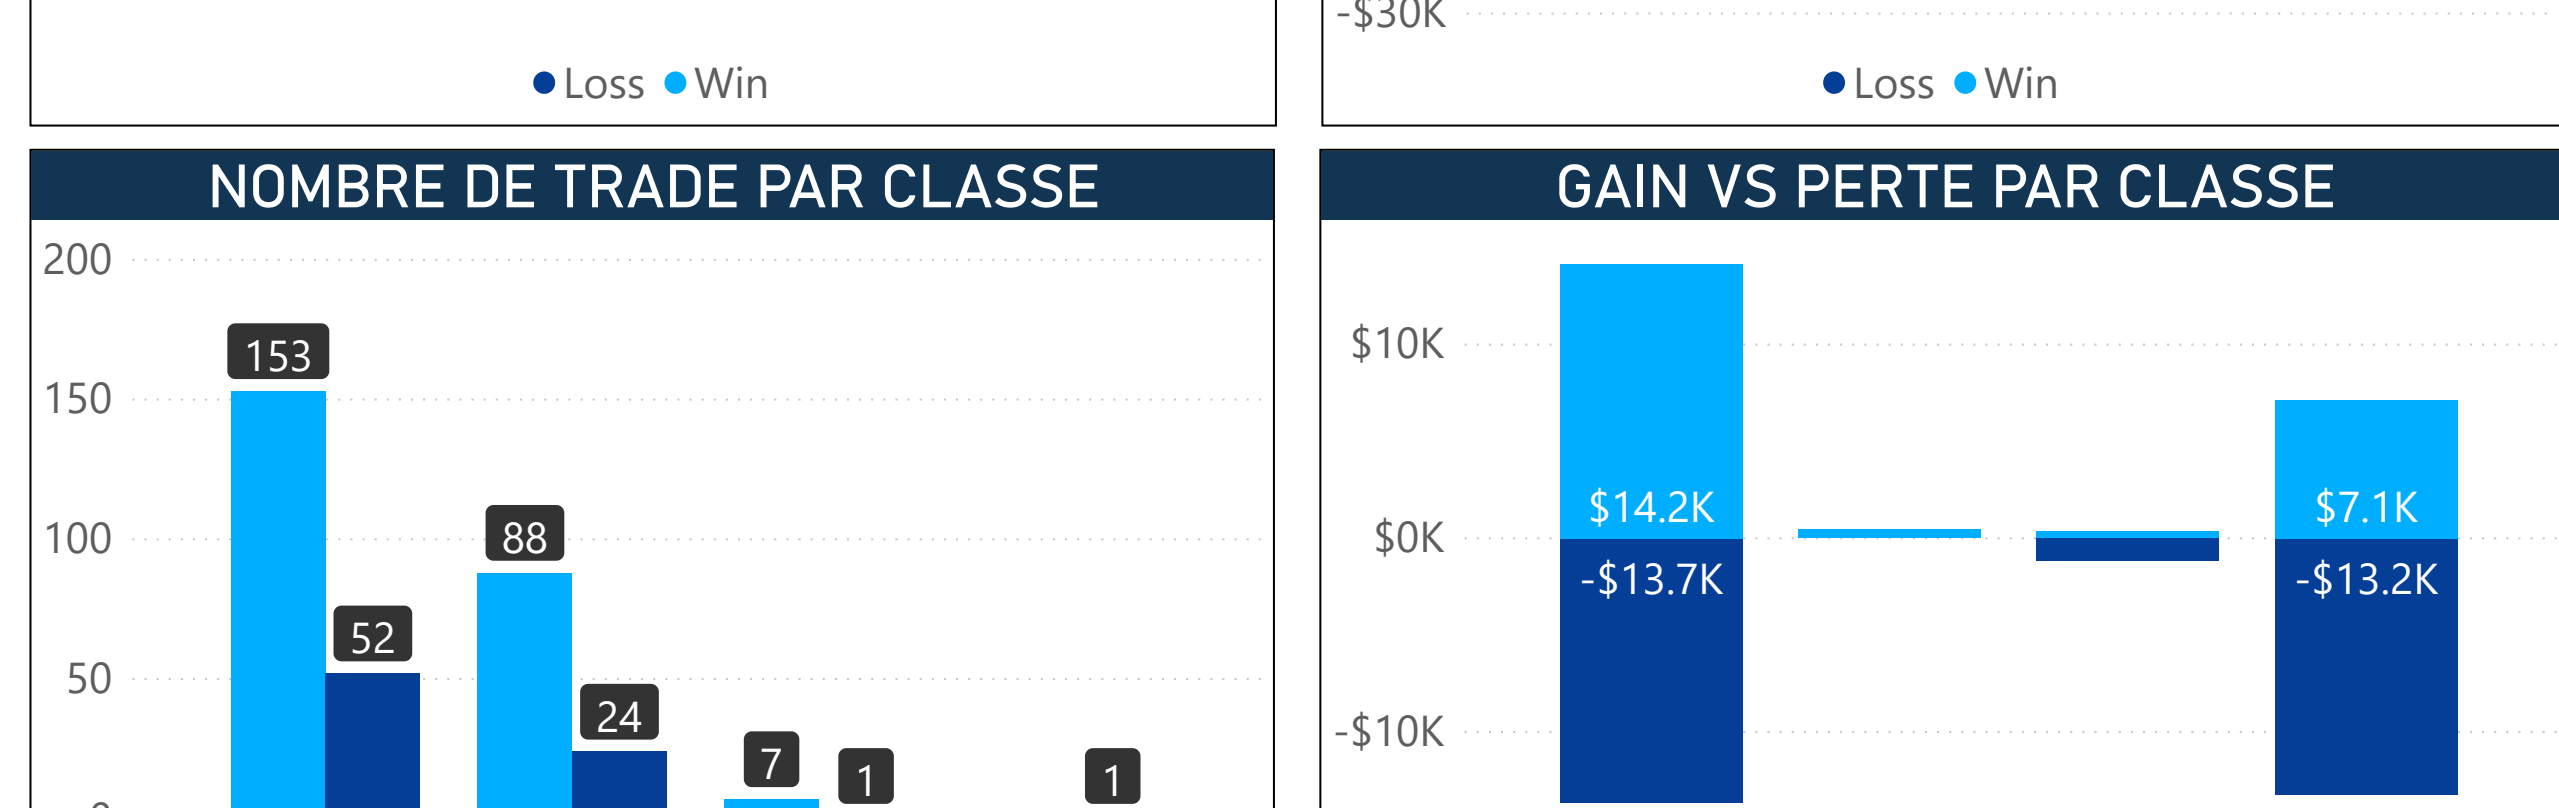 -$30K
Loss Win
Loss Win
NOMBRE DE TRADE PAR CLASSE
200
150
100
50
153
52
88
24
7
1
1
GAIN VS PERTE PAR CLASSE
$10K
$0K
-$10K
$14.2K
-$13.7K
$7.1K
-$13.2K